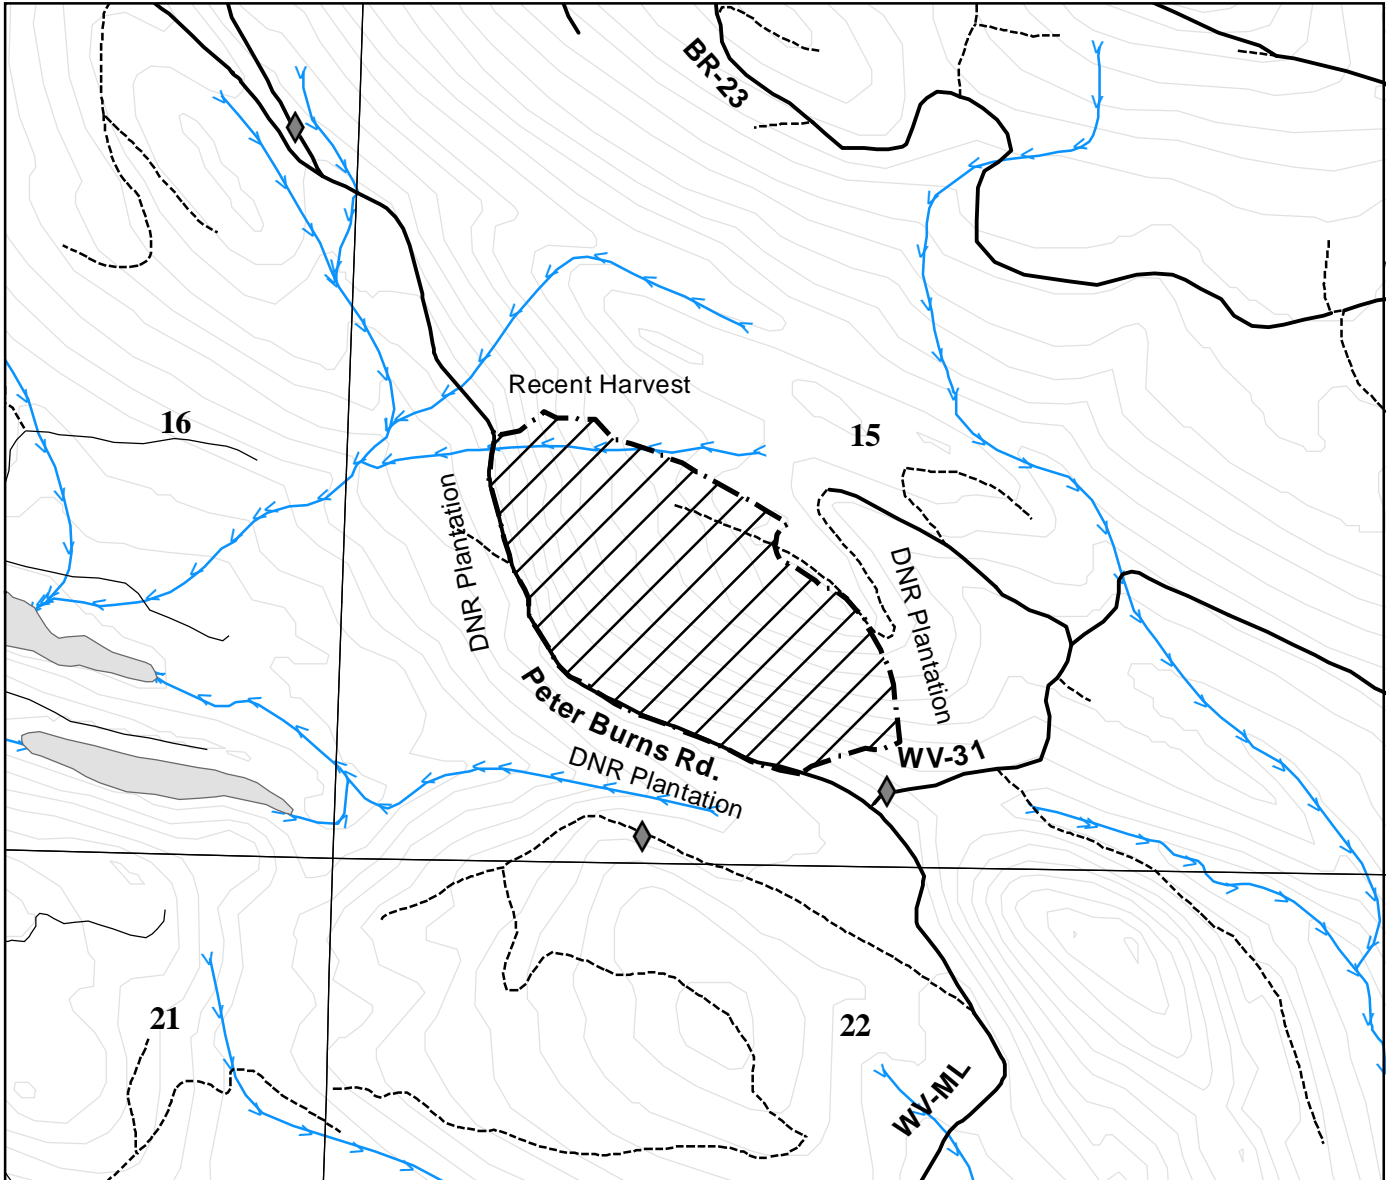 BR-23
Recent Harvest
16
15
DNR Plantation
DNR Plantation
Peter Burns Rd.
DNR Plantation
WV-31
21
22
WV-ML